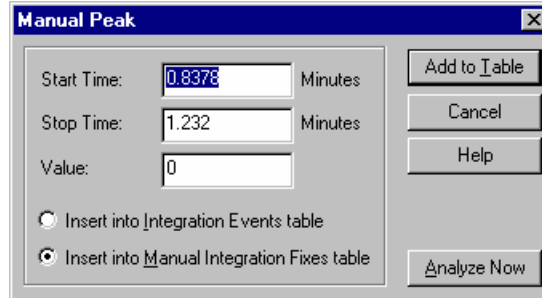 Manual Peak
Start Time: 0.8378 Minutes
Stop Time: 1.232 Minutes
Value: 0
Insert into Integration Events table
Insert into Manual Integration Fixes table
Add to Table
Cancel
Help
Analyze Now